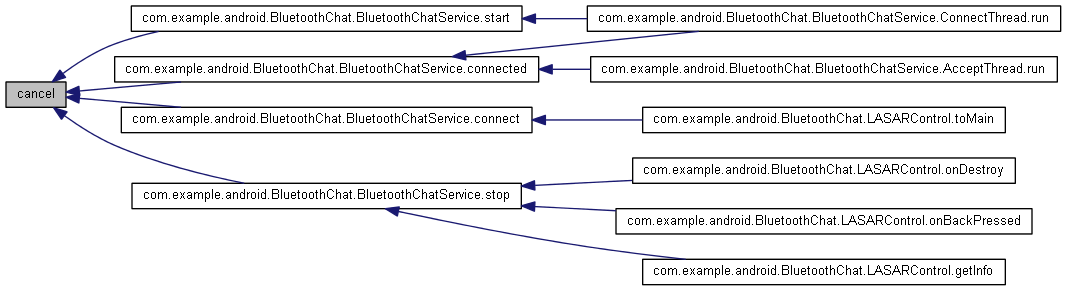 com.example.android.BluetoothChat.BluetoothChatService.start
com.example.android.BluetoothChat.BluetoothChatService.ConnectThread.run
com.example.android.BluetoothChat.BluetoothChatService.connected
com.example.android.BluetoothChat.BluetoothChatService.AcceptThread.run
cancel
com.example.android.BluetoothChat.BluetoothChatService.connect
com.example.android.BluetoothChat.LASARControl.toMain
com.example.android.BluetoothChat.LASARControl.onDestroy
com.example.android.BluetoothChat.BluetoothChatService.stop
com.example.android.BluetoothChat.LASARControl.onBackPressed
com.example.android.BluetoothChat.LASARControl.getInfo